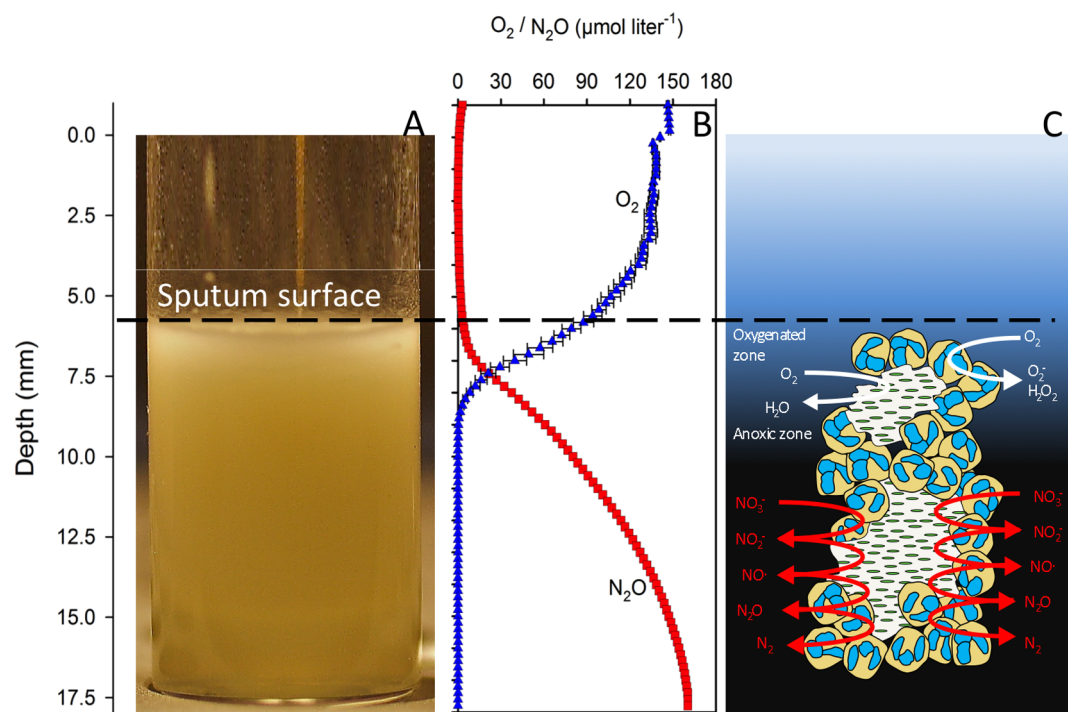 O₂ / N₂O (µmol liter⁻¹)
0 30 60 90 120 150 180
A
B
C
0.0
2.5
5.0
7.5
10.0
12.5
15.0
17.5
Depth (mm)
Sputum surface
O₂
N₂O
Oxygenated
zone
O₂
O₂⁻
H₂O₂
O₂
H₂O
Anoxic zone
NO₃⁻
NO₂⁻
NO·
N₂O
N₂
NO₃⁻
NO₂⁻
NO·
N₂O
N₂